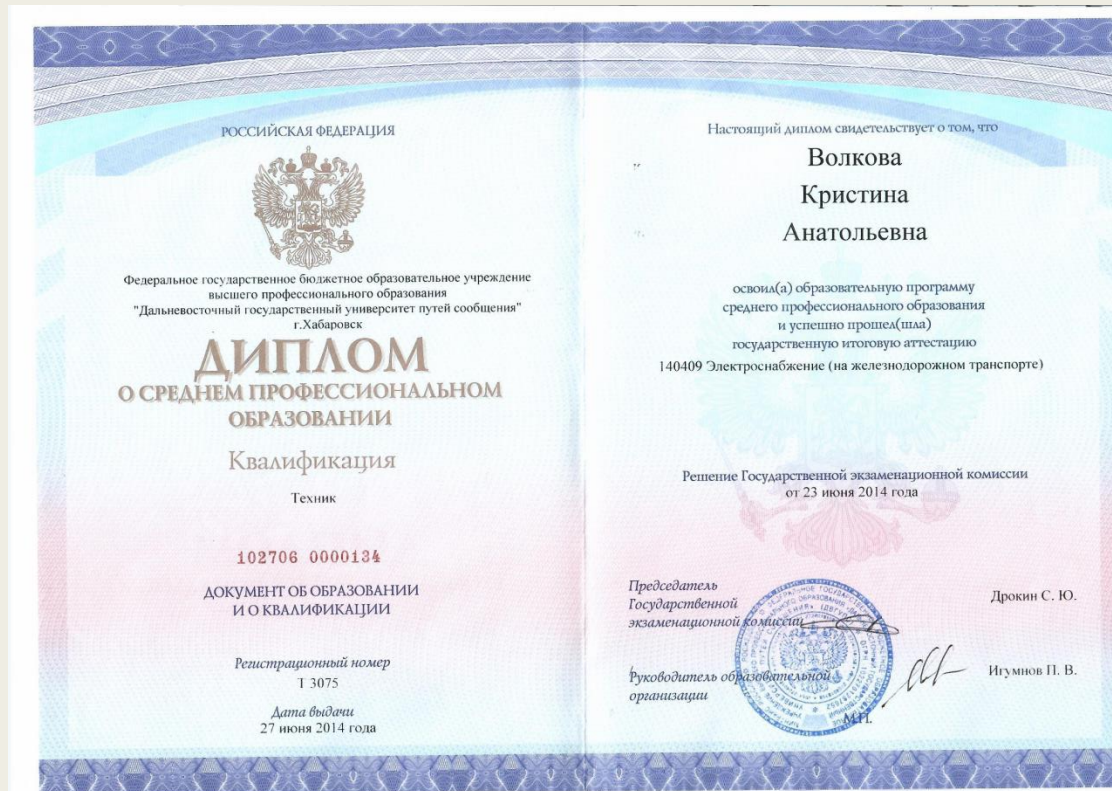 РОССИЙСКАЯ ФЕДЕРАЦИЯ
Федеральное государственное бюджетное образовательное учреждение
высшего профессионального образования
"Дальневосточный государственный университет путей сообщения"
г.Хабаровск
ДИПЛОМ
О СРЕДНЕМ ПРОФЕССИОНАЛЬНОМ
ОБРАЗОВАНИИ
Квалификация
Техник
102706 0000134
ДОКУМЕНТ ОБ ОБРАЗОВАНИИ
И О КВАЛИФИКАЦИИ
Регистрационный номер
Т 3075
Дата выдачи
27 июня 2014 года
Настоящий диплом свидетельствует о том, что
Волкова
Кристина
Анатольевна
освоил(а) образовательную программу
среднего профессионального образования
и успешно прошел(шла)
государственную итоговую аттестацию
140409 Электроснабжение (на железнодорожном транспорте)
Решение Государственной экзаменационной комиссии
от 23 июня 2014 года
Председатель
Государственной
экзаменационной комиссии
Дрокин С. Ю.
Руководитель образовательной
организации
Игумнов П. В.
М.П.